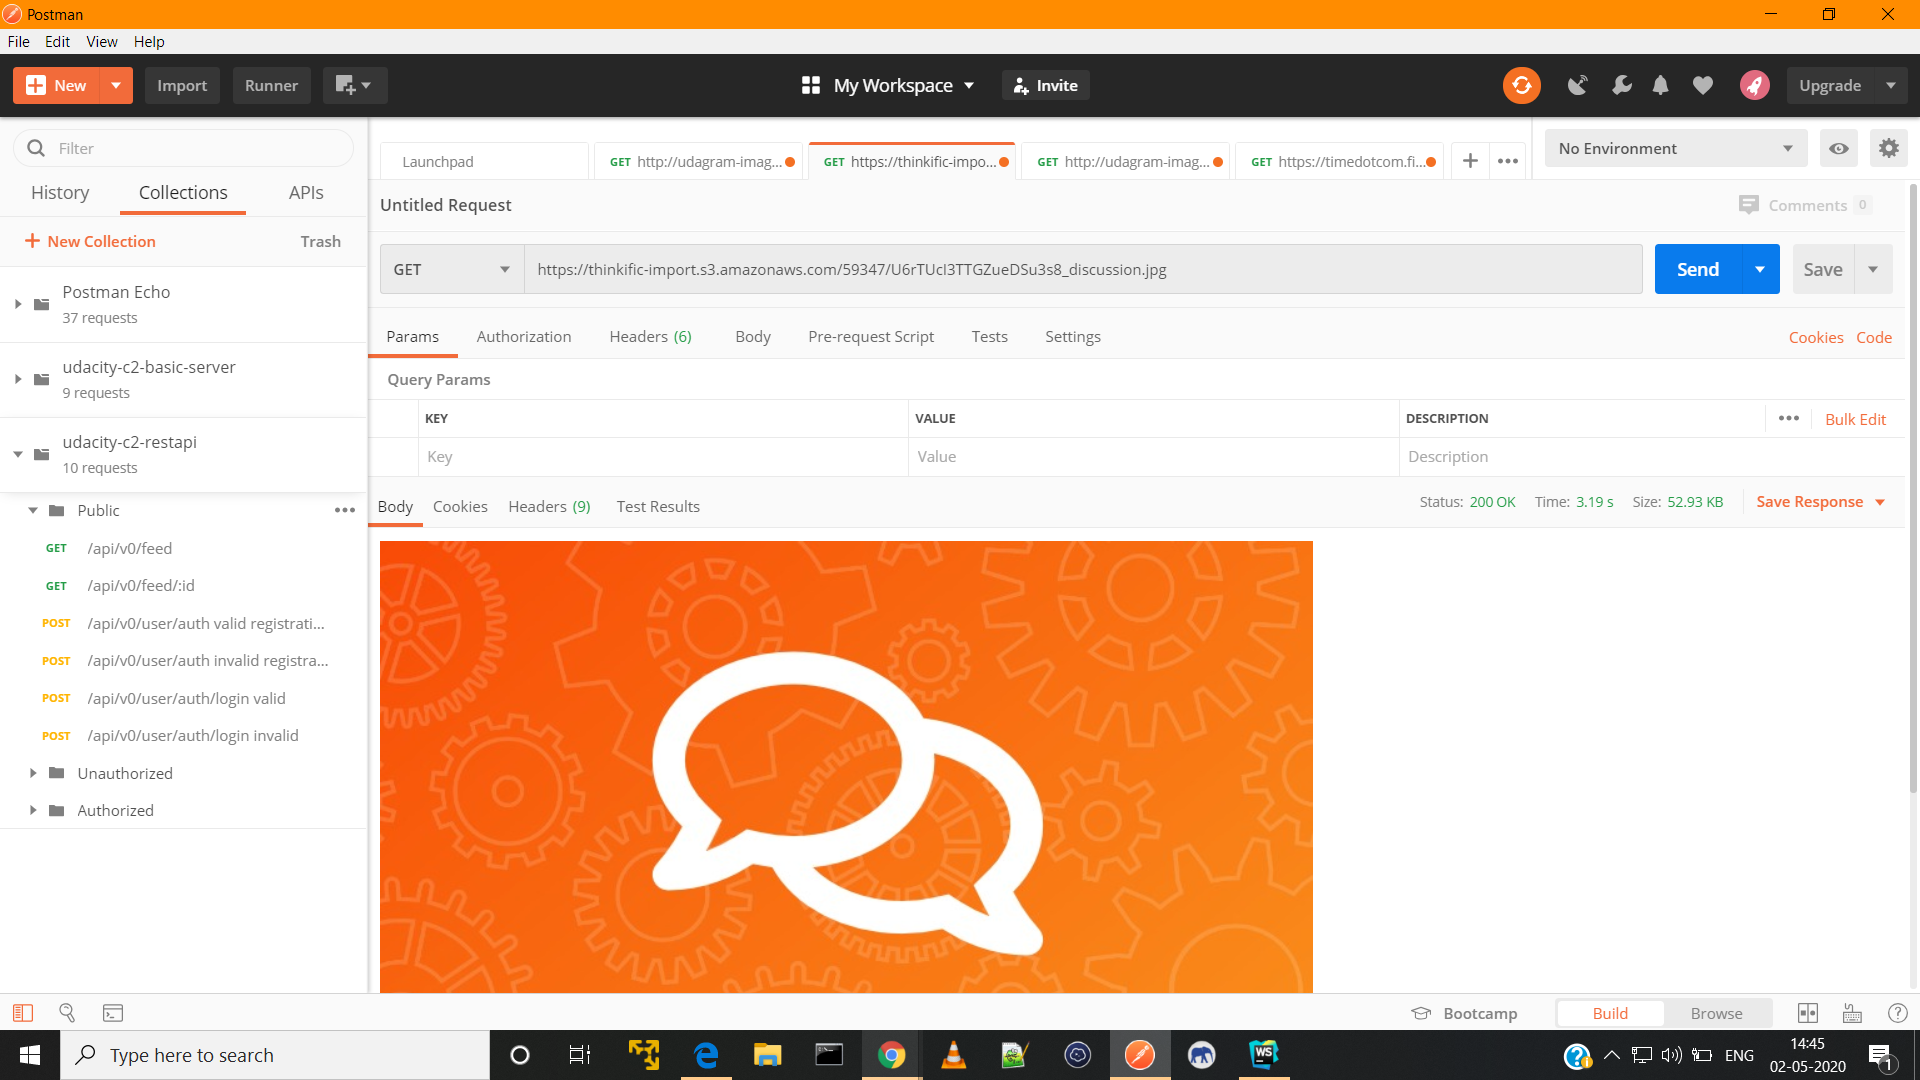 Postman
File Edit View Help
New Import Runner My Workspace Invite Upgrade
Filter
History Collections APIs
New Collection Trash
Postman Echo
37 requests
udacity-c2-basic-server
9 requests
udacity-c2-restapi
10 requests
Public
GET /api/v0/feed
GET /api/v0/feed/:id
POST /api/v0/user/auth valid registrati...
POST /api/v0/user/auth invalid registra...
POST /api/v0/user/auth/login valid
POST /api/v0/user/auth/login invalid
Unauthorized
Authorized
Launchpad GET http://udagram-imag... GET https://thinkific-impo... GET http://udagram-imag... GET https://timedotcom.fi... No Environment
Untitled Request Comments 0
GET https://thinkific-import.s3.amazonaws.com/59347/U6rTUcI3TTGZueDSu3s8_discussion.jpg Send Save
Params Authorization Headers (6) Body Pre-request Script Tests Settings Cookies Code
Query Params
KEY VALUE DESCRIPTION Bulk Edit
Key Value Description
Body Cookies Headers (9) Test Results Status: 200 OK Time: 3.19 s Size: 52.93 KB Save Response
Bootcamp Build Browse
Type here to search WS ENG 14:45
02-05-2020 1